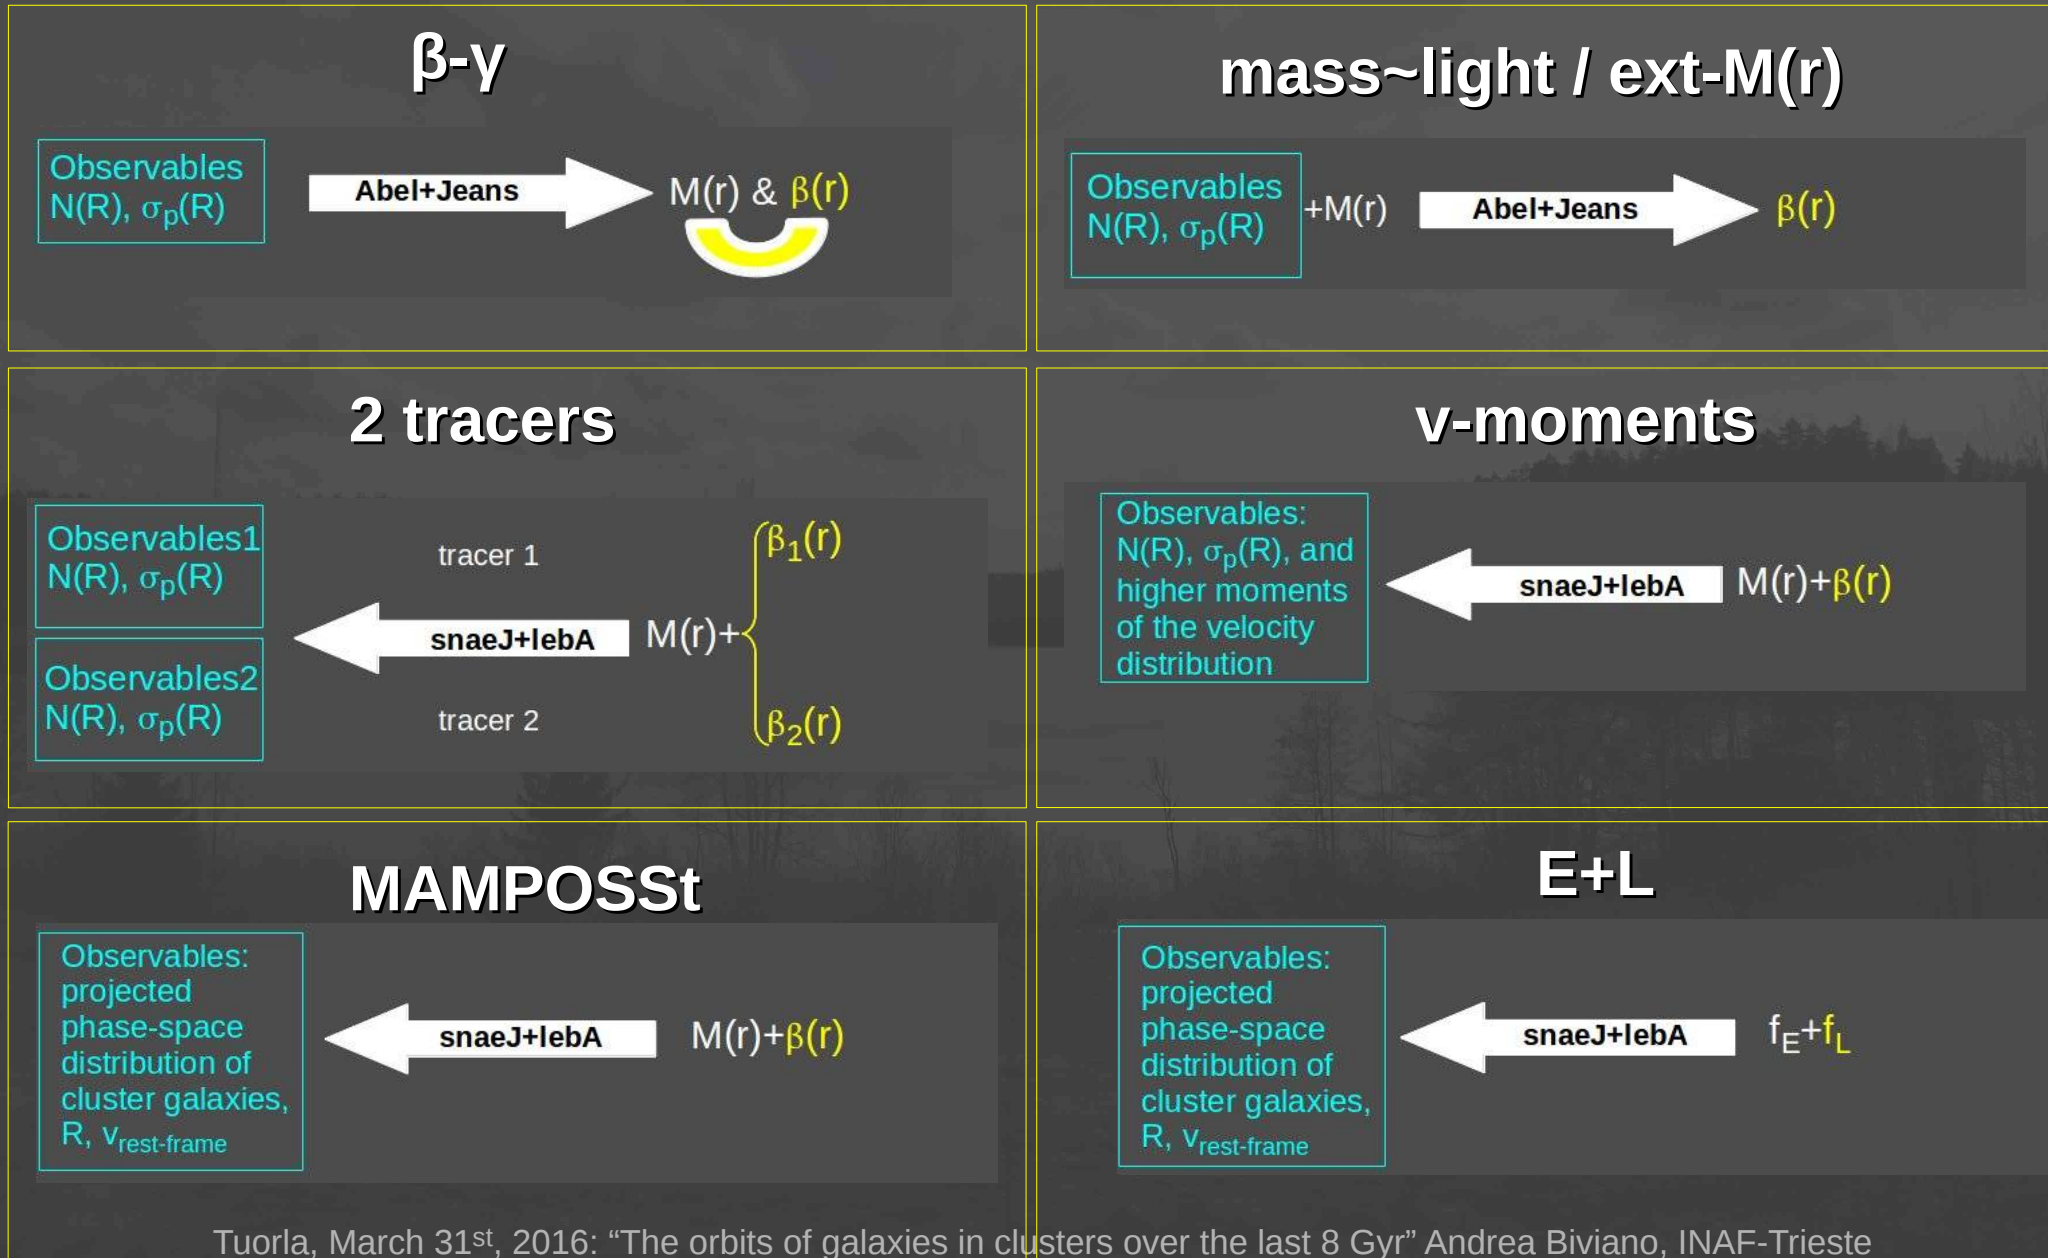 β-γ
Observables
N(R), σp(R)
Abel+Jeans
M(r) & β(r)
mass~light / ext-M(r)
Observables
N(R), σp(R)
+M(r)
Abel+Jeans
β(r)
2 tracers
Observables1
N(R), σp(R)
Observables2
N(R), σp(R)
tracer 1
snaeJ+lebA
tracer 2
M(r)+
β1(r)
β2(r)
v-moments
Observables:
N(R), σp(R), and
higher moments
of the velocity
distribution
snaeJ+lebA
M(r)+β(r)
MAMPOSSt
Observables:
projected
phase-space
distribution of
cluster galaxies,
R, vrest-frame
snaeJ+lebA
M(r)+β(r)
E+L
Observables:
projected
phase-space
distribution of
cluster galaxies,
R, vrest-frame
snaeJ+lebA
fE+fL
Tuorla, March 31st, 2016: “The orbits of galaxies in clusters over the last 8 Gyr” Andrea Biviano, INAF-Trieste